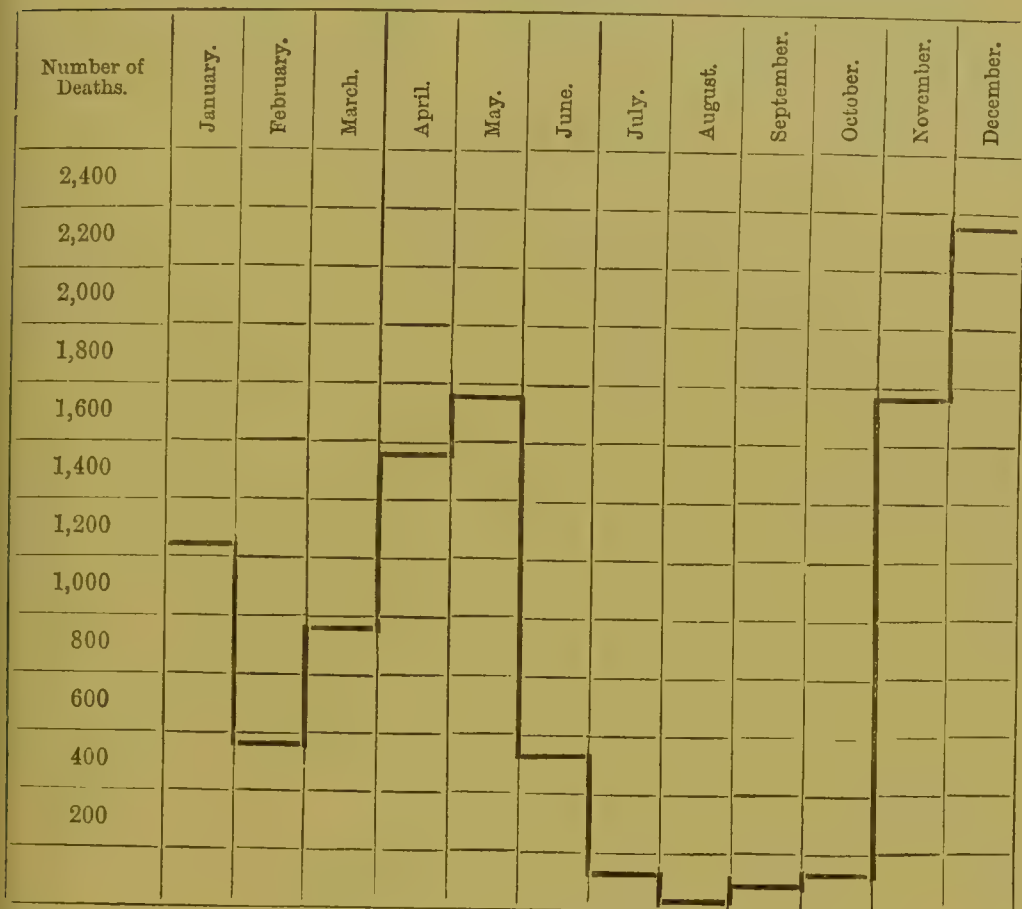 Number of
Deaths.
January.
February.
March.
April.
May.
June.
July.
August.
September.
October.
November.
December.
2,400
2,200
2,000
1,800
1,600
1,400
1,200
1,000
800
600
400
200